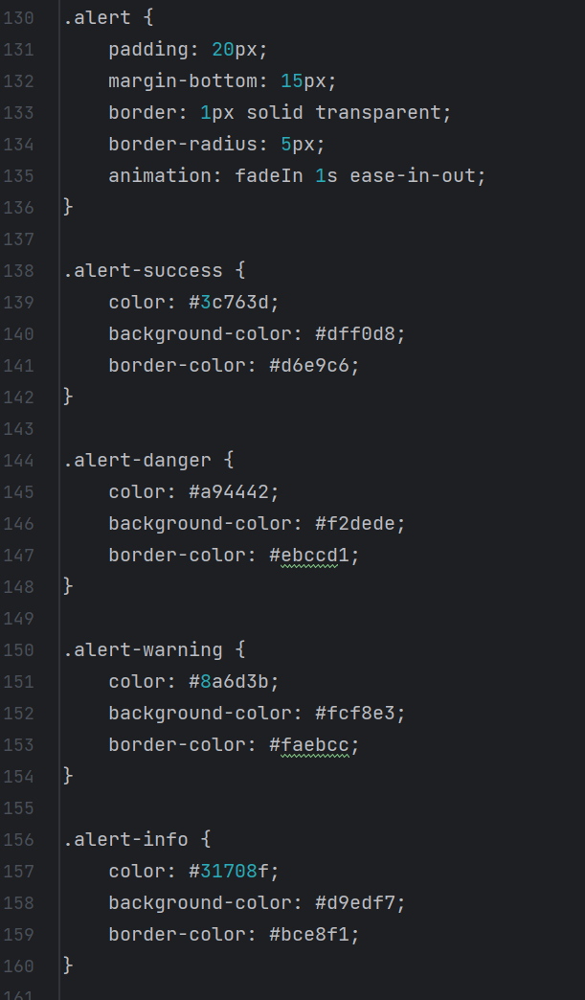 130 .alert {
131     padding: 20px;
132     margin-bottom: 15px;
133     border: 1px solid transparent;
134     border-radius: 5px;
135     animation: fadeIn 1s ease-in-out;
136 }
137
138 .alert-success {
139     color: #3c763d;
140     background-color: #dff0d8;
141     border-color: #d6e9c6;
142 }
143
144 .alert-danger {
145     color: #a94442;
146     background-color: #f2dede;
147     border-color: #ebccd1;
148 }
149
150 .alert-warning {
151     color: #8a6d3b;
152     background-color: #fcf8e3;
153     border-color: #faebcc;
154 }
155
156 .alert-info {
157     color: #31708f;
158     background-color: #d9edf7;
159     border-color: #bce8f1;
160 }
161